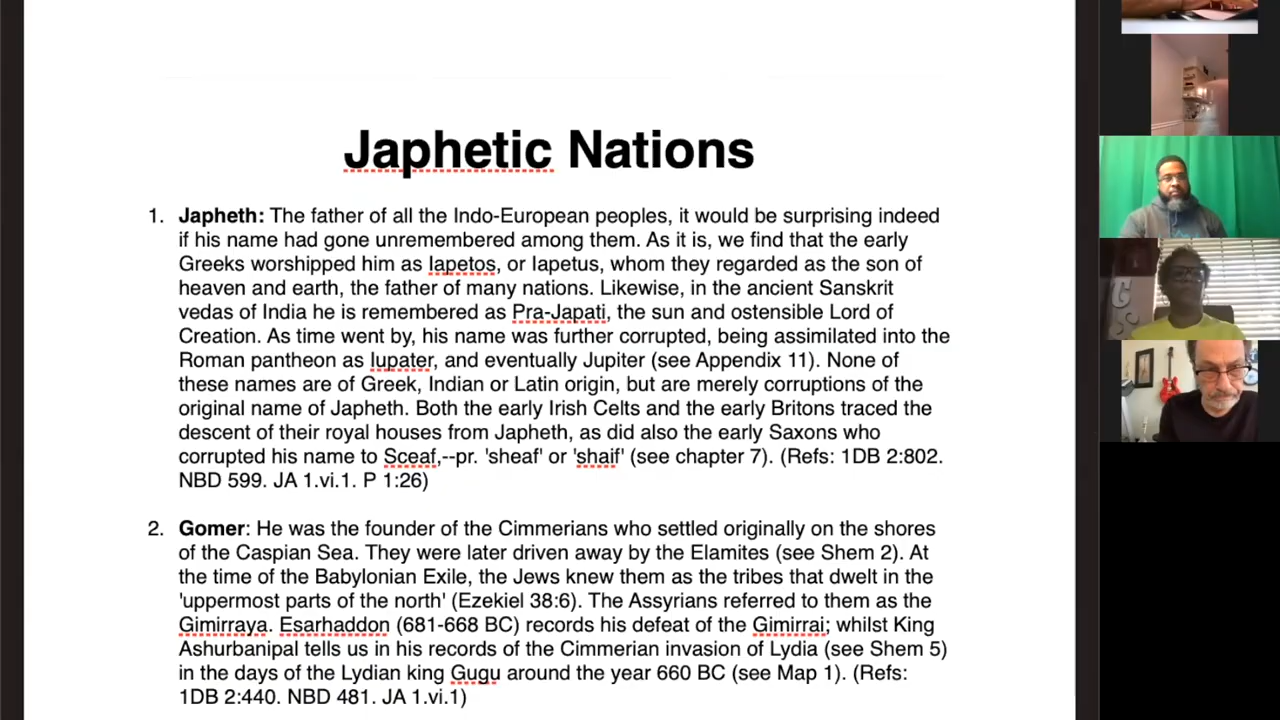 Japhetic Nations
1. Japheth: The father of all the Indo-European peoples, it would be surprising indeed
if his name had gone unremembered among them. As it is, we find that the early
Greeks worshipped him as Iapetos, or Iapetus, whom they regarded as the son of
heaven and earth, the father of many nations. Likewise, in the ancient Sanskrit
vedas of India he is remembered as Pra-Japati, the sun and ostensible Lord of
Creation. As time went by, his name was further corrupted, being assimilated into the
Roman pantheon as Iupater, and eventually Jupiter (see Appendix 11). None of
these names are of Greek, Indian or Latin origin, but are merely corruptions of the
original name of Japheth. Both the early Irish Celts and the early Britons traced the
descent of their royal houses from Japheth, as did also the early Saxons who
corrupted his name to Sceaf,--pr. 'sheaf' or 'shaif' (see chapter 7). (Refs: 1DB 2:802.
NBD 599. JA 1.vi.1. P 1:26)
2. Gomer: He was the founder of the Cimmerians who settled originally on the shores
of the Caspian Sea. They were later driven away by the Elamites (see Shem 2). At
the time of the Babylonian Exile, the Jews knew them as the tribes that dwelt in the
'uppermost parts of the north' (Ezekiel 38:6). The Assyrians referred to them as the
Gimirraya. Esarhaddon (681-668 BC) records his defeat of the Gimirrai; whilst King
Ashurbanipal tells us in his records of the Cimmerian invasion of Lydia (see Shem 5)
in the days of the Lydian king Gugu around the year 660 BC (see Map 1). (Refs:
1DB 2:440. NBD 481. JA 1.vi.1)